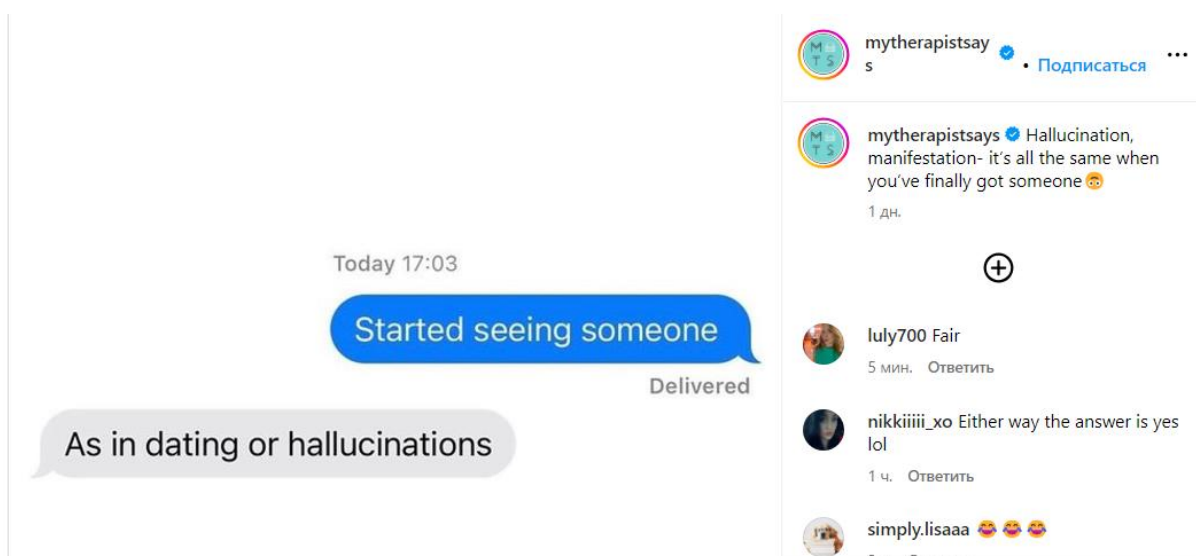 Today 17:03
Started seeing someone
Delivered
As in dating or hallucinations
mytherapistsay
s
• Подписаться
mytherapistsays Hallucination,
manifestation- it's all the same when
you've finally got someone🙃
1 дн.
luly700 Fair
5 мин. Ответить
nikkiiiii_xo Either way the answer is yes
lol
1 ч. Ответить
simply.lisaaa 😂😂😂